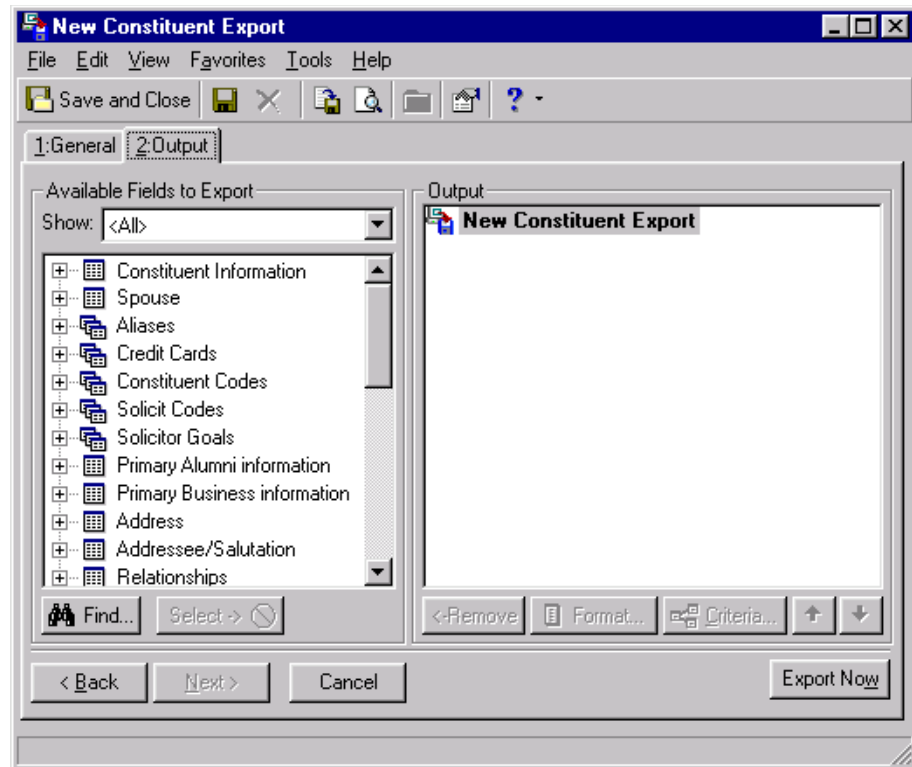 New Constituent Export
File Edit View Favorites Tools Help
Save and Close ?
1:General 2:Output
Available Fields to Export
Show: <All>
Constituent Information
Spouse
Aliases
Credit Cards
Constituent Codes
Solicit Codes
Solicitor Goals
Primary Alumni information
Primary Business information
Address
Addressee/Salutation
Relationships
Find... Select ->
Output
New Constituent Export
<-Remove Format... Criteria...
< Back Next > Cancel Export Now